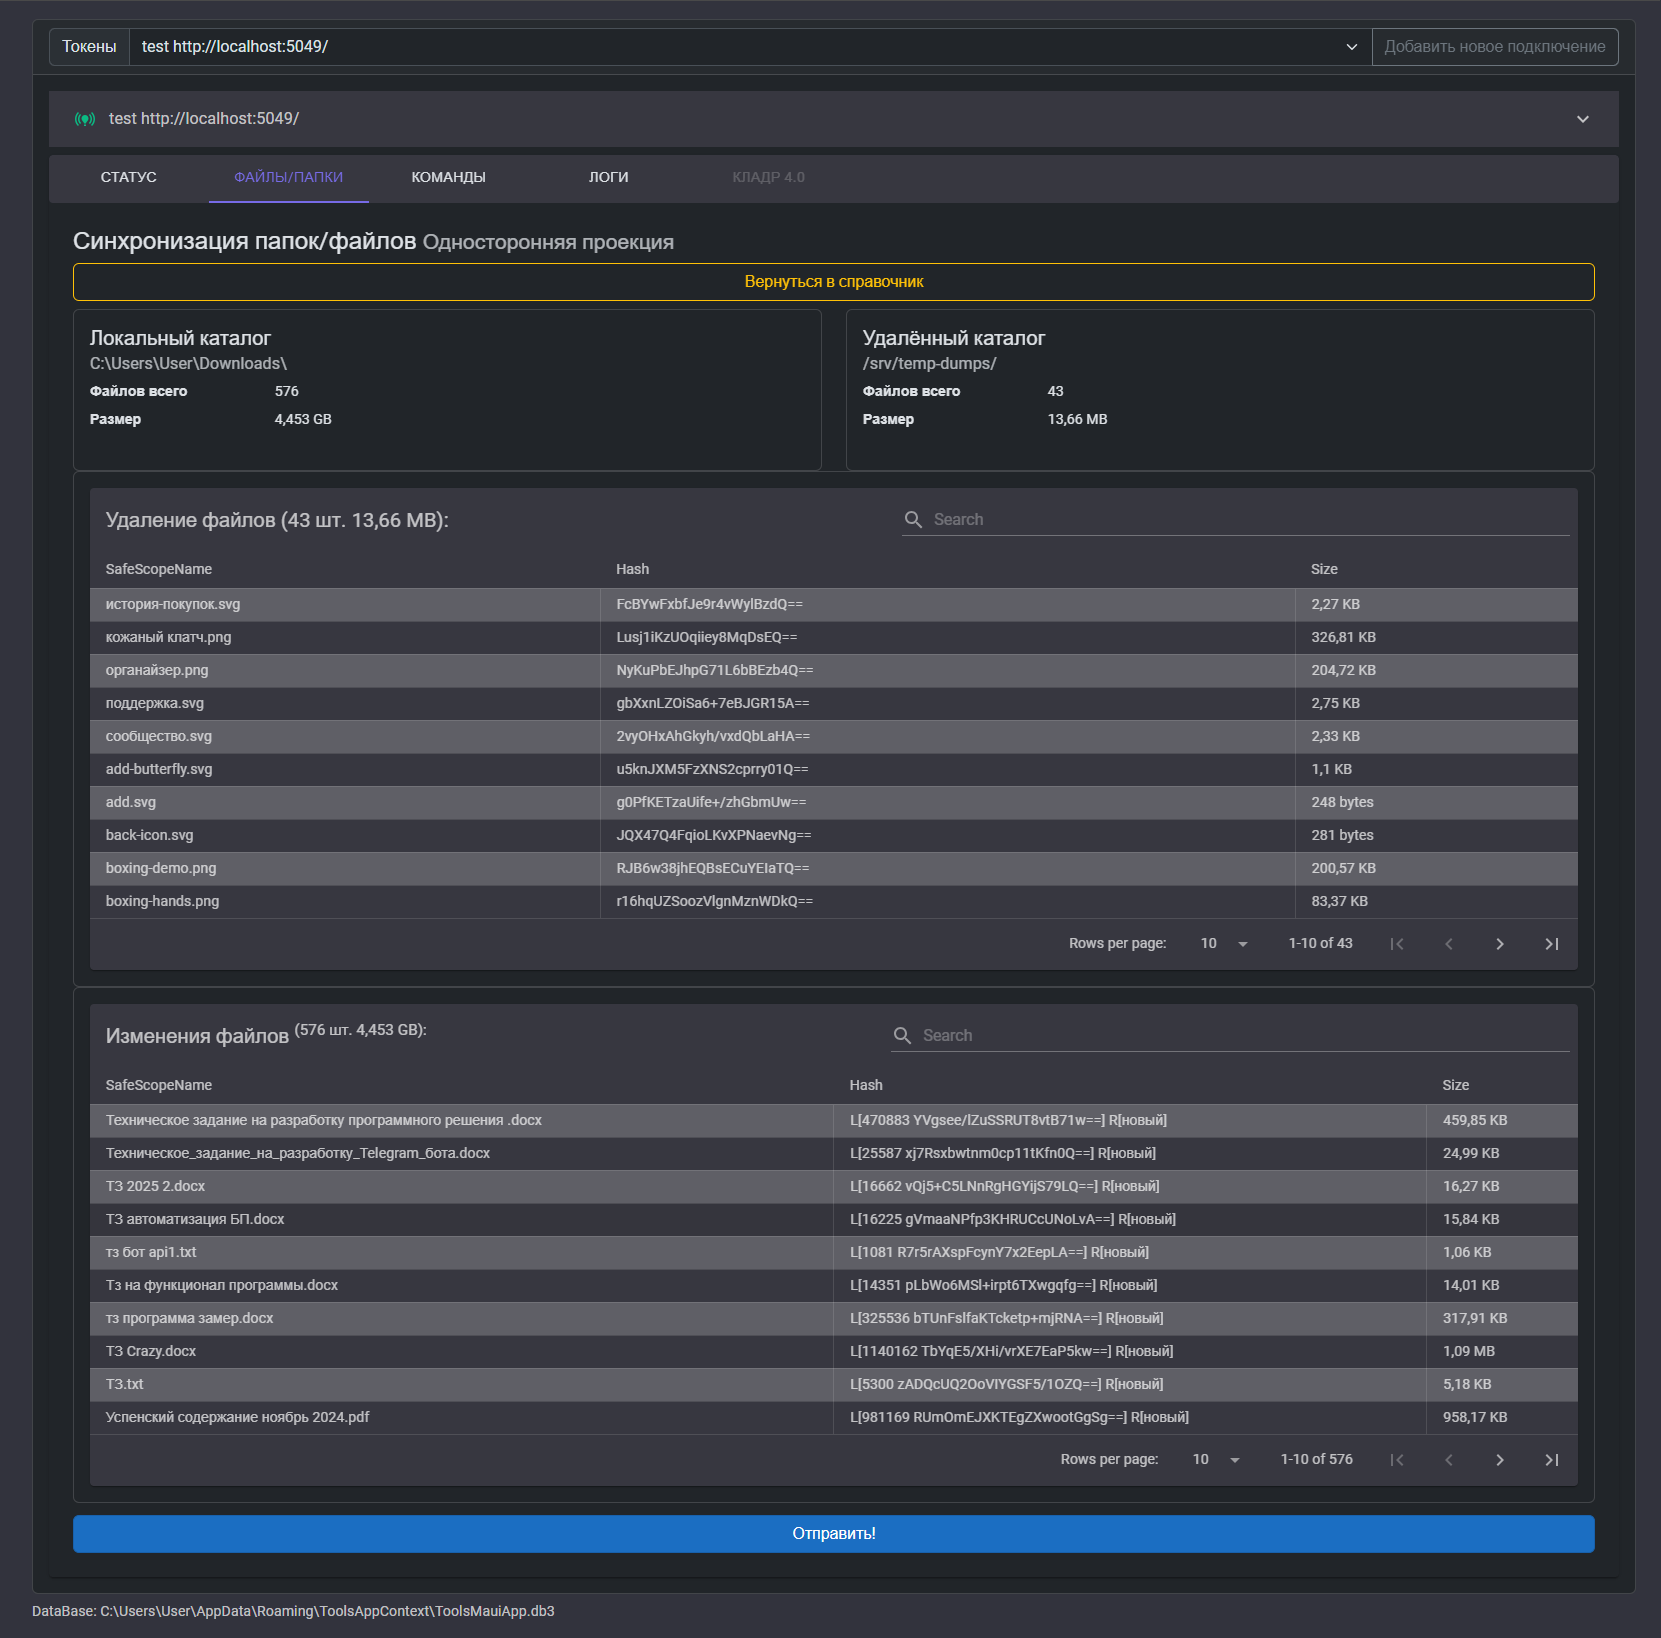 Токены test http://localhost:5049/ Добавить новое подключение
test http://localhost:5049/
СТАТУС ФАЙЛЫ/ПАПКИ КОМАНДЫ ЛОГИ КЛАДР 4.0
Синхронизация папок/файлов Односторонняя проекция
Вернуться в справочник
Локальный каталог
C:\Users\User\Downloads\
Файлов всего 576
Размер 4,453 GB
Удалённый каталог
/srv/temp-dumps/
Файлов всего 43
Размер 13,66 MB
Удаление файлов (43 шт. 13,66 MB): Search
SafeScopeName Hash Size
история-покупок.svg FcBYwFxbfJe9r4vWylBzdQ== 2,27 KB
кожаный клатч.png Lusj1iKzUOqiiey8MqDsEQ== 326,81 KB
органайзер.png NyKuPbEJhpG71L6bBEzb4Q== 204,72 KB
поддержка.svg gbXxnLZOiSa6+7eBJGR15A== 2,75 KB
сообщество.svg 2vyOHxAhGkyh/vxdQbLaHA== 2,33 KB
add-butterfly.svg u5knJXM5FzXNS2cprry01Q== 1,1 KB
add.svg g0PfKETzaUife+/zhGbmUw== 248 bytes
back-icon.svg JQX47Q4FqioLKvXPNaevNg== 281 bytes
boxing-demo.png RJB6w38jhEQBsECuYEIaTQ== 200,57 KB
boxing-hands.png r16hqUZSoozVlgnMznWDkQ== 83,37 KB
Rows per page: 10 1-10 of 43
Изменения файлов (576 шт. 4,453 GB): Search
SafeScopeName Hash Size
Техническое задание на разработку программного решения .docx L[470883 YVgsee/lZuSSRUT8vtB71w==] R[новый] 459,85 KB
Техническое_задание_на_разработку_Telegram_бота.docx L[25587 xj7Rsxbwtnm0cp11tKfn0Q==] R[новый] 24,99 KB
ТЗ 2025 2.docx L[16662 vQj5+C5LNnRgHGYijS79LQ==] R[новый] 16,27 KB
ТЗ автоматизация БП.docx L[16225 gVmaaNPfp3KHRUCcUNoLvA==] R[новый] 15,84 KB
тз бот api1.txt L[1081 R7r5rAXspFcynY7x2EepLA==] R[новый] 1,06 KB
Тз на функционал программы.docx L[14351 pLbWo6MSl+irpt6TXwgqfg==] R[новый] 14,01 KB
тз программа замер.docx L[325536 bTUnFslfaKTcketp+mjRNA==] R[новый] 317,91 KB
ТЗ Crazy.docx L[1140162 TbYqE5/XHi/vrXE7EaP5kw==] R[новый] 1,09 MB
ТЗ.txt L[5300 zADQcUQ2OoVIYGSF5/1OZQ==] R[новый] 5,18 KB
Успенский содержание ноябрь 2024.pdf L[981169 RUmOmEJXKTEgZXwootGgSg==] R[новый] 958,17 KB
Rows per page: 10 1-10 of 576
Отправить!
DataBase: C:\Users\User\AppData\Roaming\ToolsAppContext\ToolsMauiApp.db3